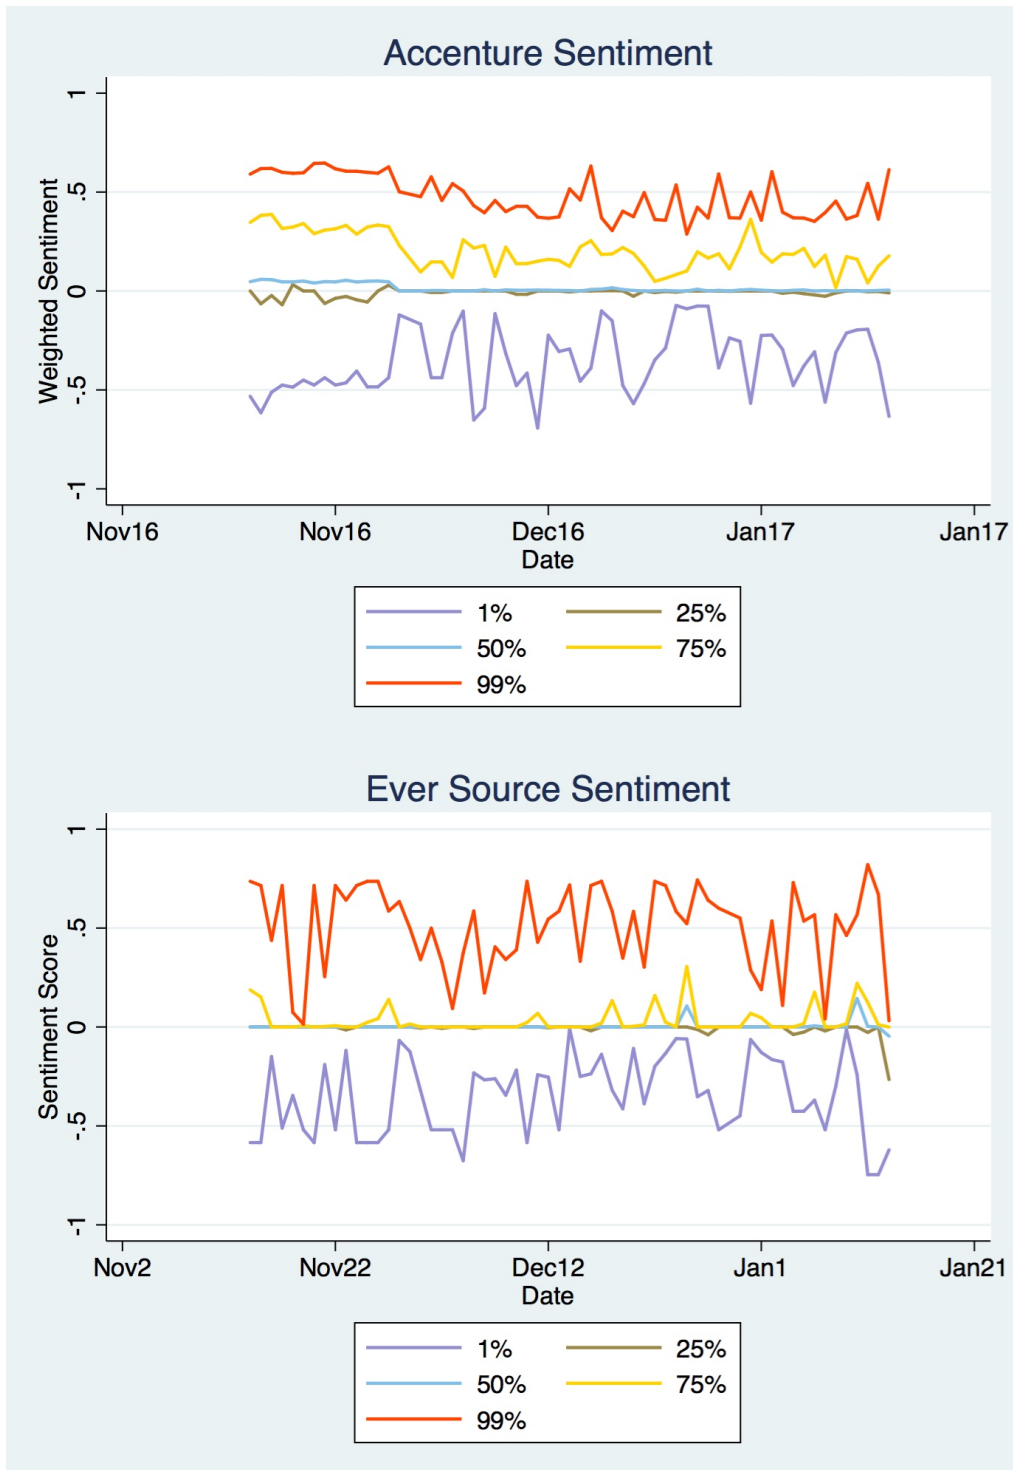 Accenture Sentiment
Weighted Sentiment
1
.5
0
-.5
-1
Nov16 Nov16 Dec16 Jan17 Jan17
Date
1% 25%
50% 75%
99%
Ever Source Sentiment
Sentiment Score
1
.5
0
-.5
-1
Nov2 Nov22 Dec12 Jan1 Jan21
Date
1% 25%
50% 75%
99%